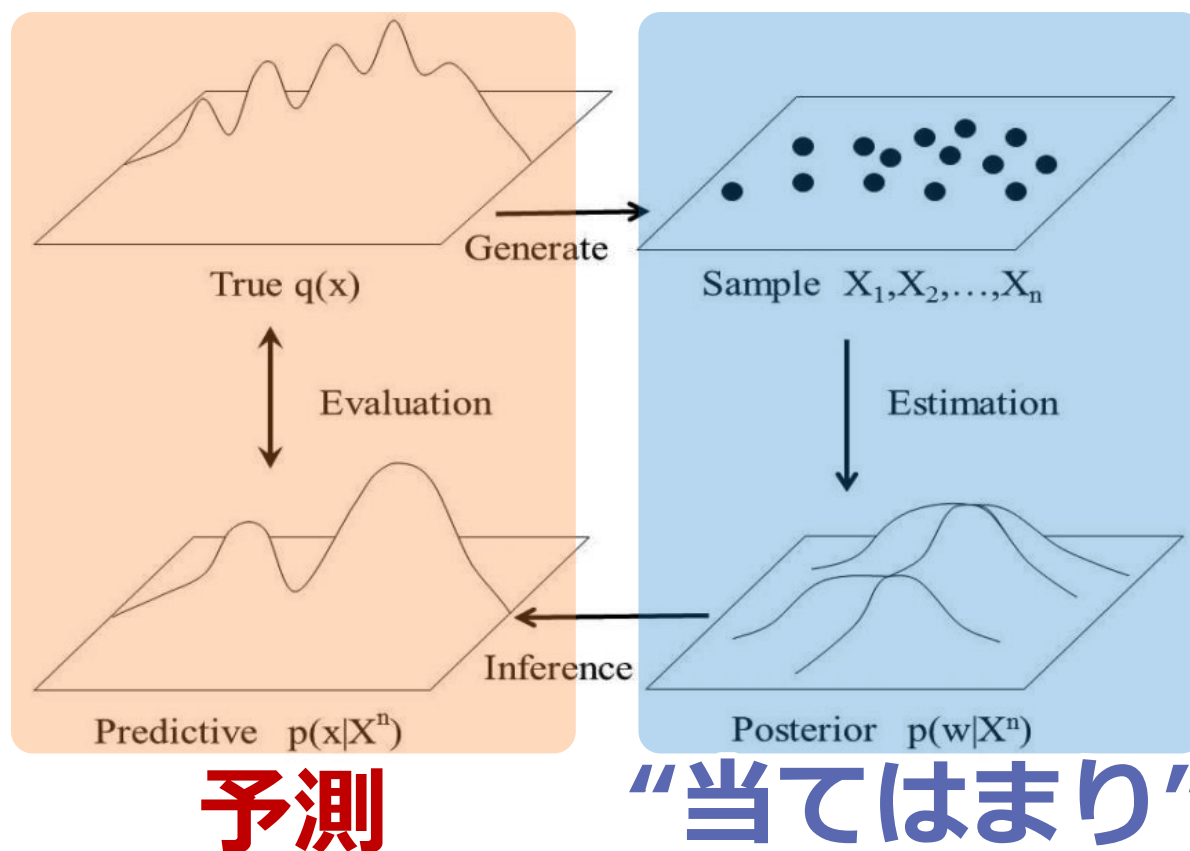 Generate
True q(x)
Sample X₁,X₂,…,Xₙ
Evaluation
Estimation
Inference
Predictive p(x|Xⁿ)
Posterior p(w|Xⁿ)
予測
“当てはまり”